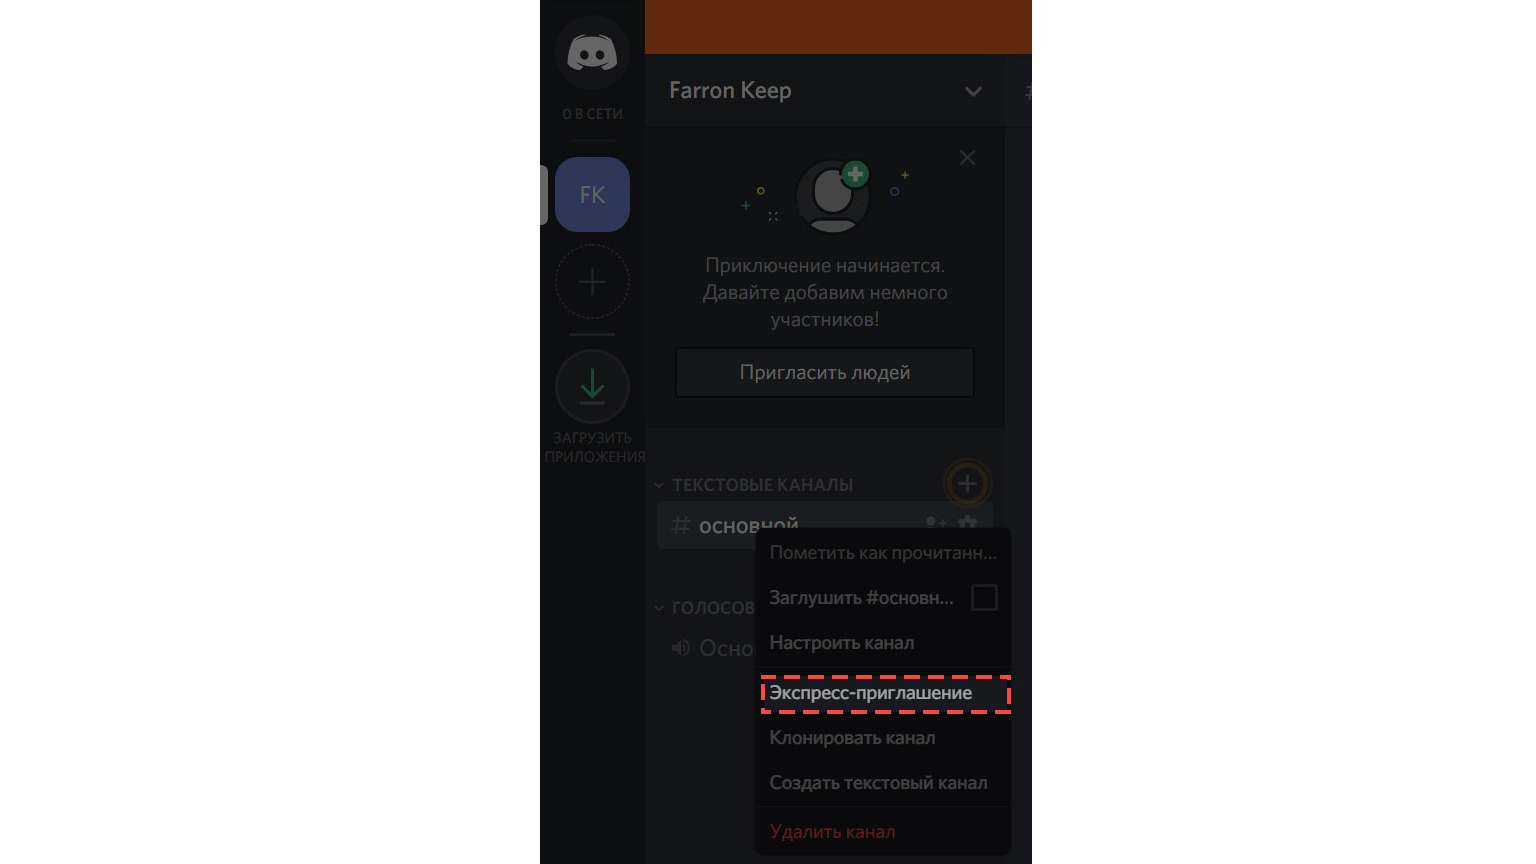 0 В СЕТИ
FK
ЗАГРУЗИТЬ
ПРИЛОЖЕНИЯ
Farron Keep
Приключение начинается.
Давайте добавим немного
участников!
Пригласить людей
ТЕКСТОВЫЕ КАНАЛЫ
# основной
Пометить как прочитанн...
Заглушить #основн...
Настроить канал
Экспресс-приглашение
Клонировать канал
Создать текстовый канал
Удалить канал
ГОЛОСОВ
Осно